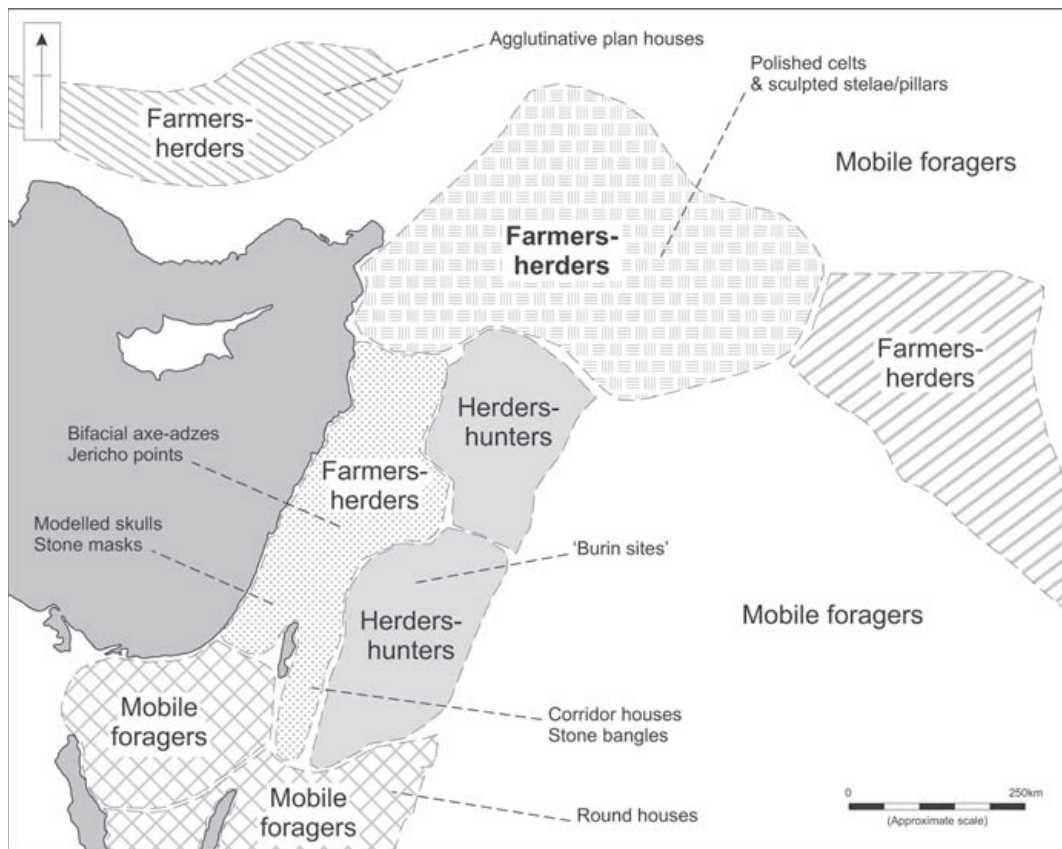 Agglutinative plan houses
Polished celts
& sculpted stelae/pillars
Farmers-
herders
Mobile foragers
Farmers-
herders
Farmers-
herders
Herders-
hunters
Bifacial axe-adzes
Jericho points
Farmers-
herders
Modelled skulls
Stone masks
'Burin sites'
Mobile foragers
Herders-
hunters
Mobile
foragers
Corridor houses
Stone bangles
Mobile
foragers
Round houses
0
250km
(Approximate scale)